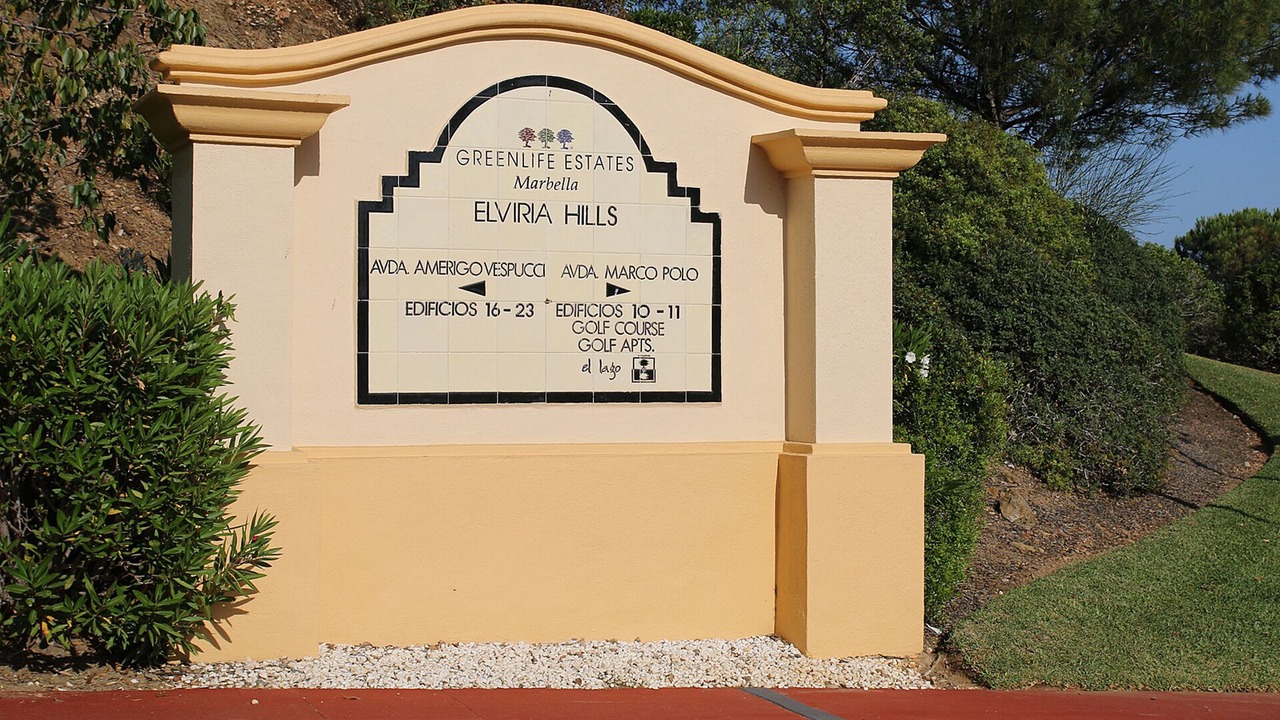 GREENLIFE ESTATES
Marbella
ELVIRIA HILLS
AVDA. AMERIGO VESPUCCI
EDIFICIOS 16-23
AVDA. MARCO POLO
EDIFICIOS 10-11
GOLF COURSE
GOLF APTS.
el lago